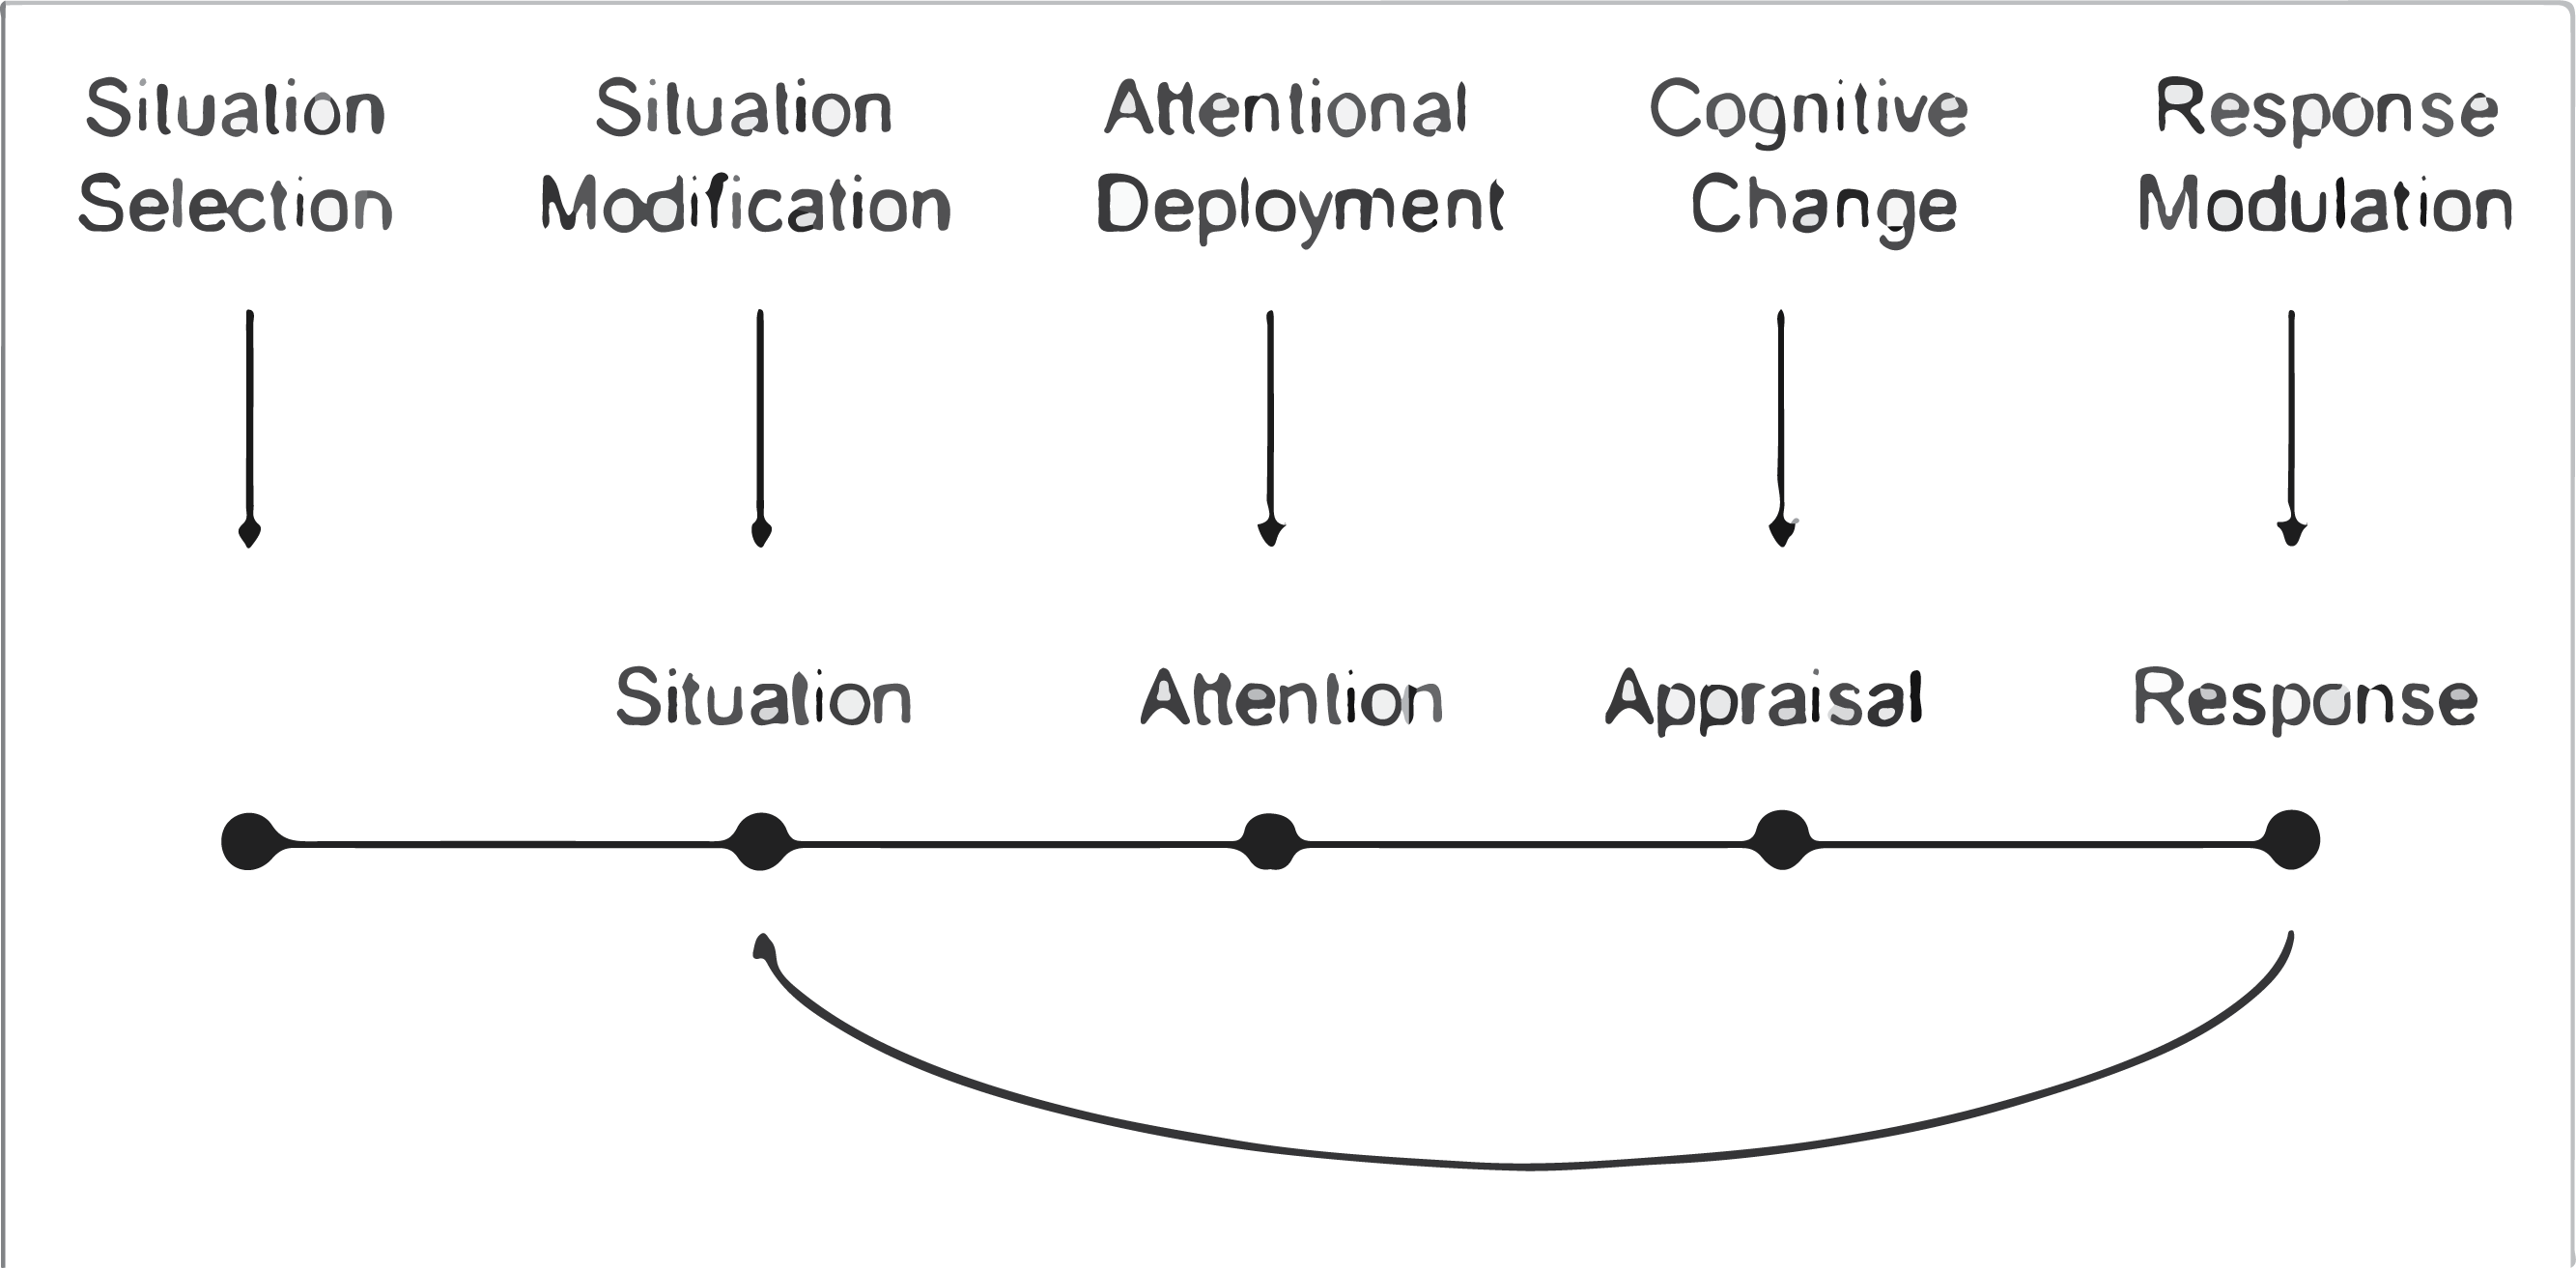 Situation
Selection
Situation
Modification
Attentional
Deployment
Cognitive
Change
Response
Modulation
Situation
Attention
Appraisal
Response